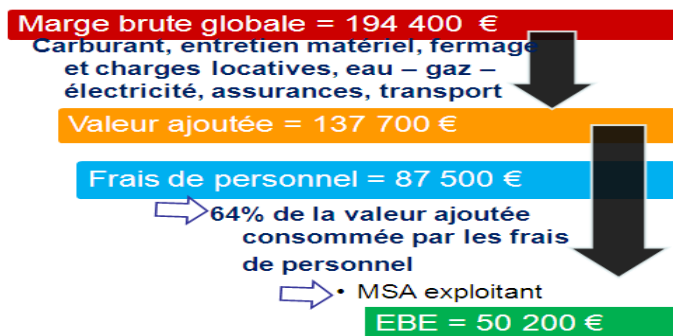 Marge brute globale = 194 400 €
Carburant, entretien matériel, fermage
et charges locatives, eau – gaz –
électricité, assurances, transport
Valeur ajoutée = 137 700 €
Frais de personnel = 87 500 €
64% de la valeur ajoutée
consommée par les frais
de personnel
• MSA exploitant
EBE = 50 200 €